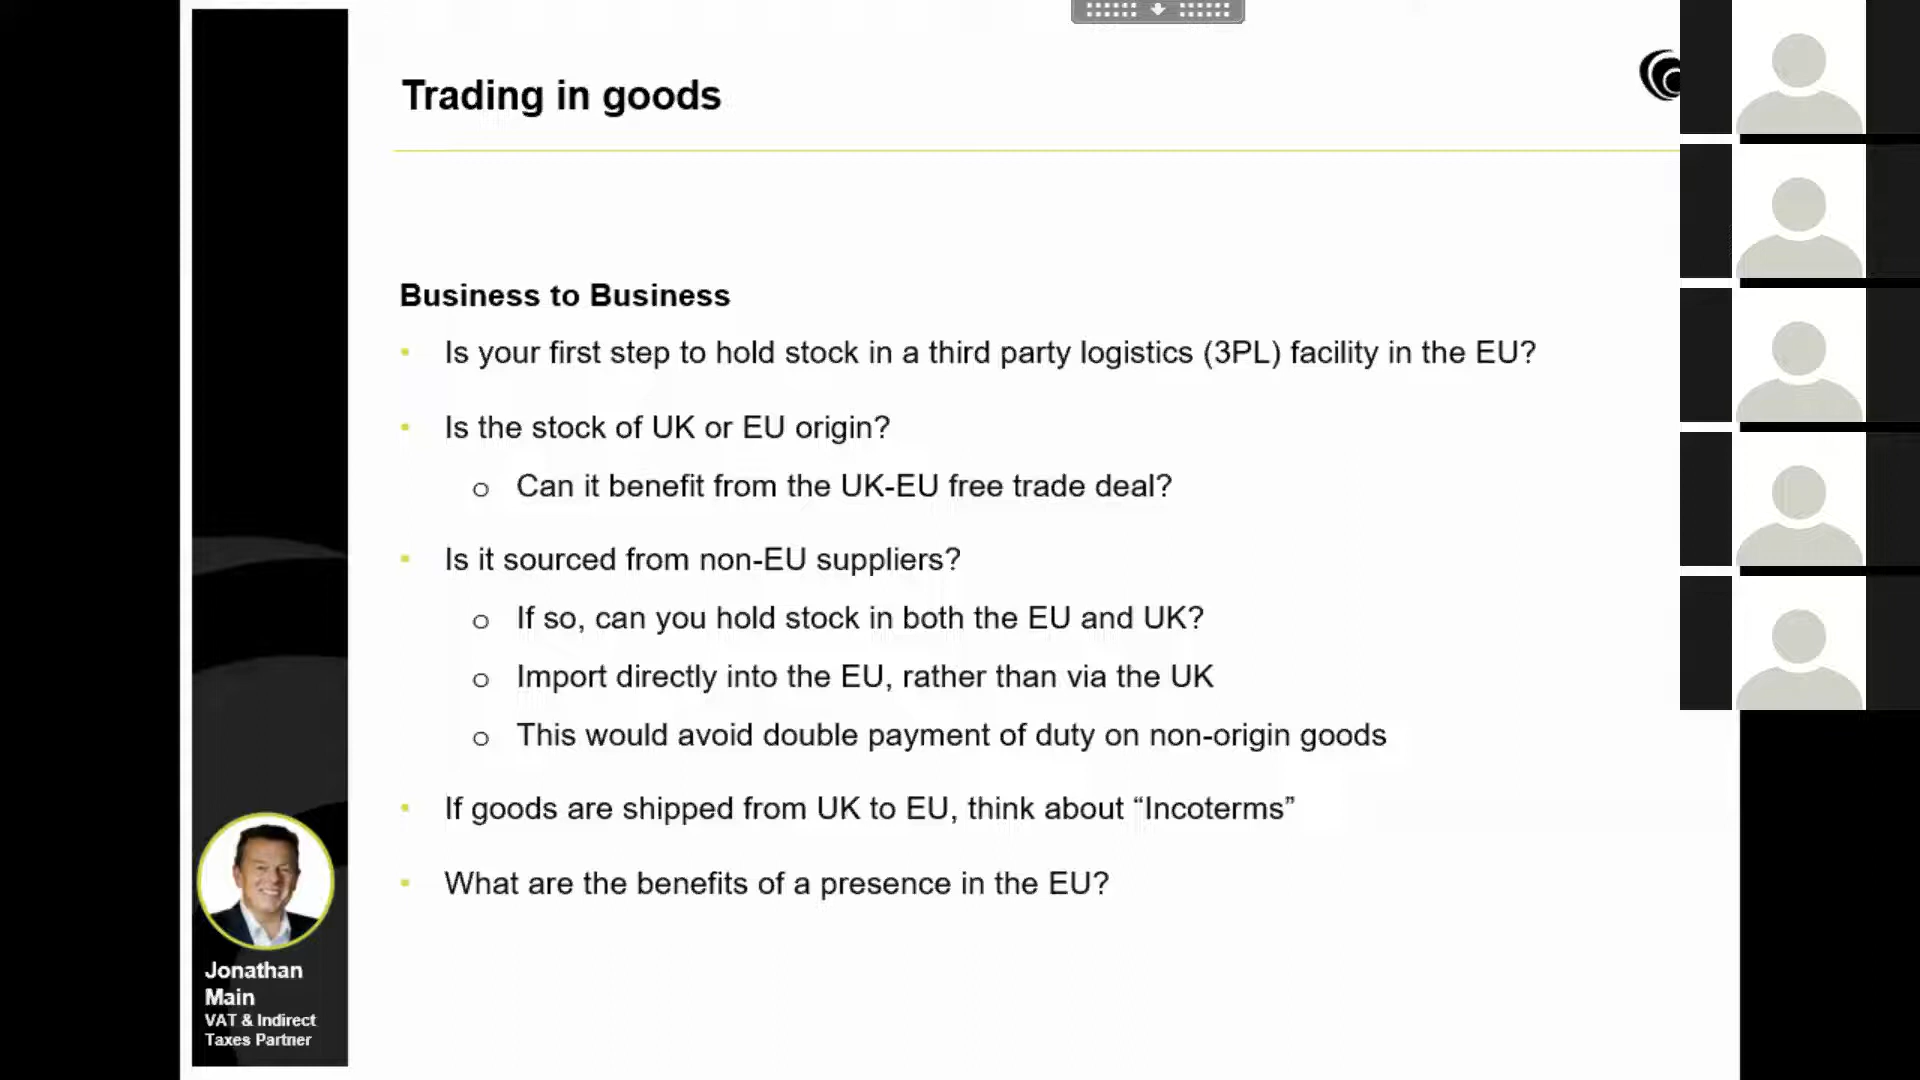 Trading in goods
Business to Business
Is your first step to hold stock in a third party logistics (3PL) facility in the EU?
Is the stock of UK or EU origin?
Can it benefit from the UK-EU free trade deal?
Is it sourced from non-EU suppliers?
If so, can you hold stock in both the EU and UK?
Import directly into the EU, rather than via the UK
This would avoid double payment of duty on non-origin goods
If goods are shipped from UK to EU, think about “Incoterms”
What are the benefits of a presence in the EU?
Jonathan
Main
VAT & Indirect
Taxes Partner